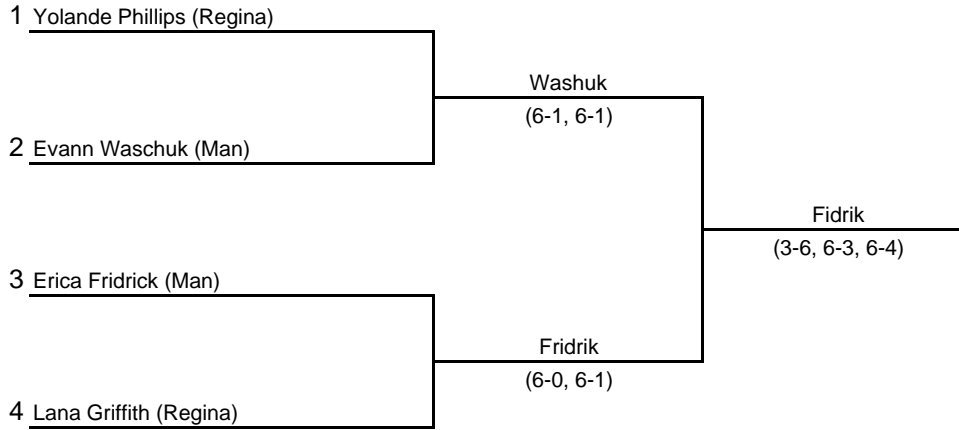 1 Yolande Phillips (Regina)
Washuk
(6-1, 6-1)
2 Evann Waschuk (Man)
Fidrik
(3-6, 6-3, 6-4)
3 Erica Fridrick (Man)
Fridrik
(6-0, 6-1)
4 Lana Griffith (Regina)